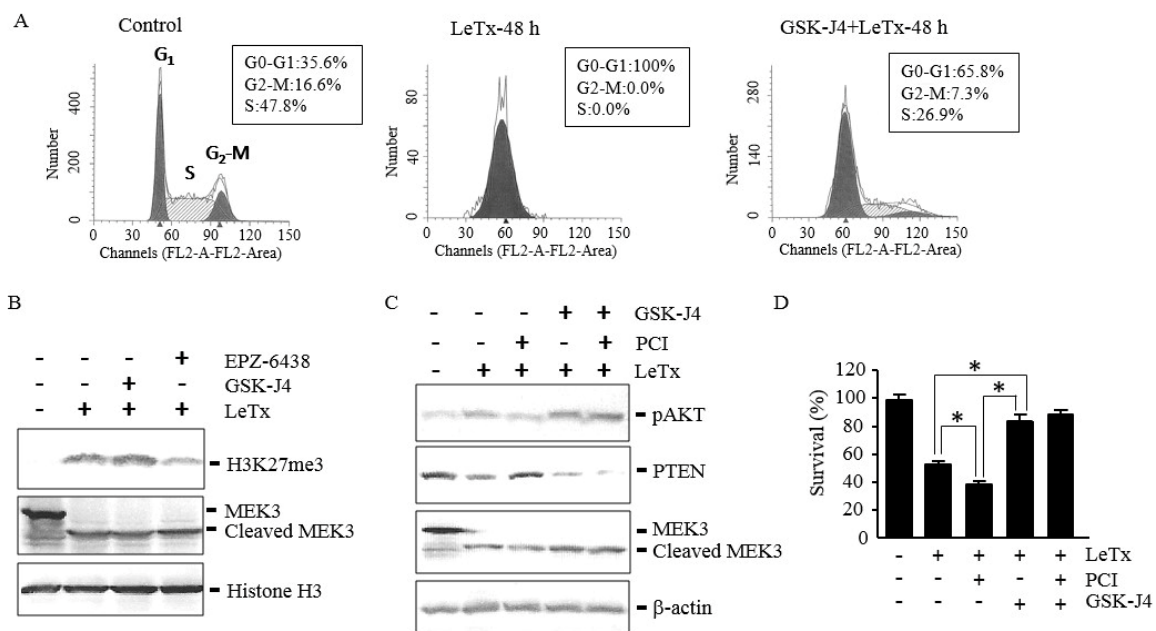 A
Control
G1
S
G2-M
G0-G1:35.6%
G2-M:16.6%
S:47.8%
Number
0 200 400
0 30 60 90 120 150
Channels (FL2-A-FL2-Area)
LeTx-48 h
G0-G1:100%
G2-M:0.0%
S:0.0%
Number
0 40 80
0 30 60 90 120 150
Channels (FL2-A-FL2-Area)
GSK-J4+LeTx-48 h
G0-G1:65.8%
G2-M:7.3%
S:26.9%
Number
0 140 280
0 30 60 90 120 150
Channels (FL2-A-FL2-Area)
B
- - - + EPZ-6438
- - + - GSK-J4
- + + + LeTx
H3K27me3
MEK3
Cleaved MEK3
Histone H3
C
- - - + + GSK-J4
- - + - + PCI
- + + + + LeTx
pAKT
PTEN
MEK3
Cleaved MEK3
β-actin
D
Survival (%)
120
100
80
60
40
20
0
* * *
- + + + + LeTx
- - + - + PCI
- - - + + GSK-J4